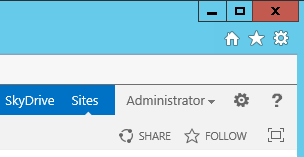 SkyDrive Sites Administrator ?
SHARE FOLLOW